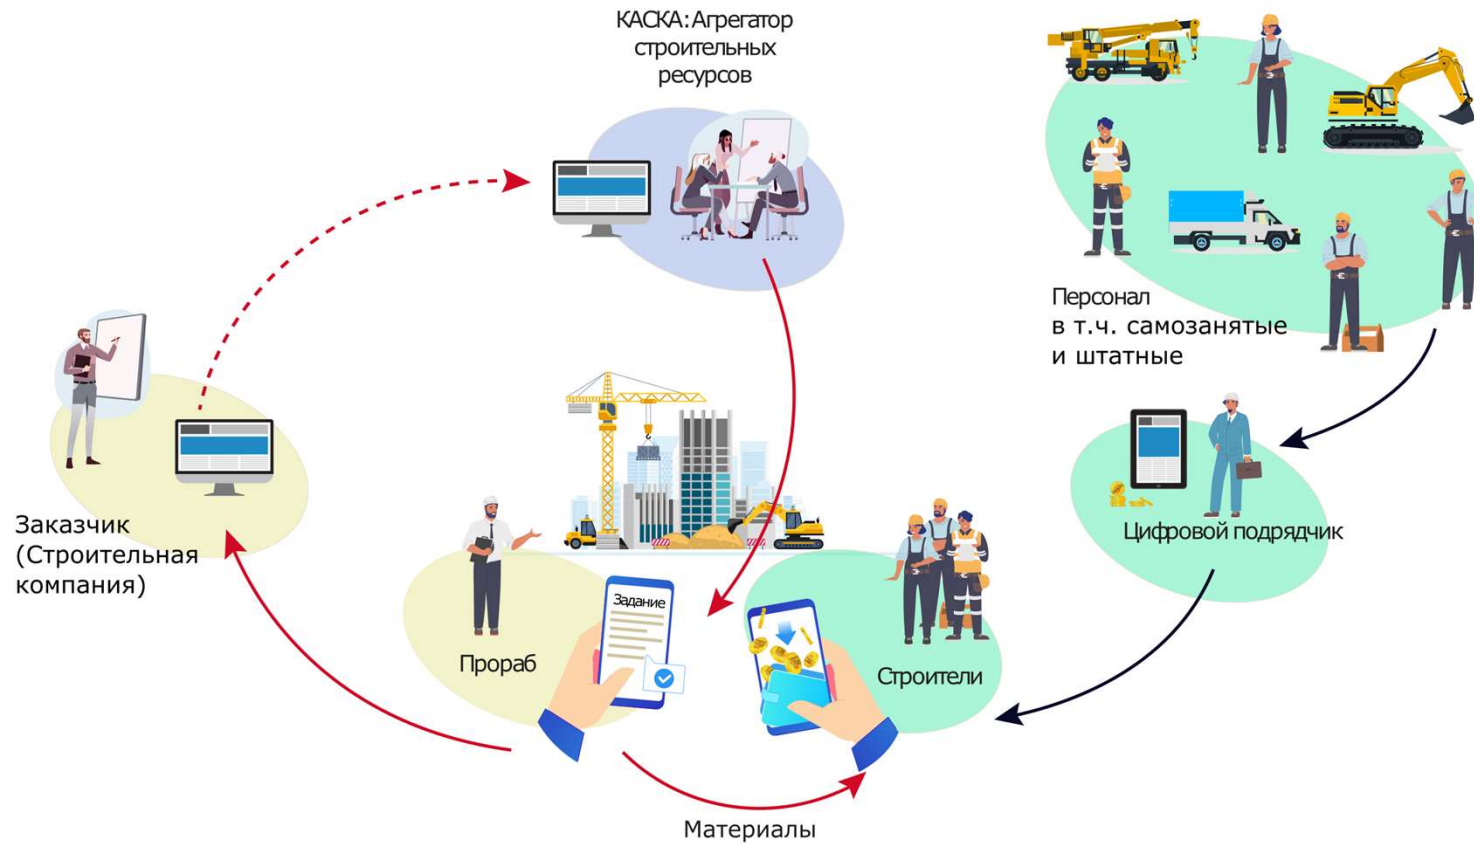 КАСКА: Агрегатор
строительных
ресурсов
Персонал
в т.ч. самозанятые
и штатные
Заказчик
(Строительная
компания)
Цифровой подрядчик
Задание
Прораб
Строители
Материалы